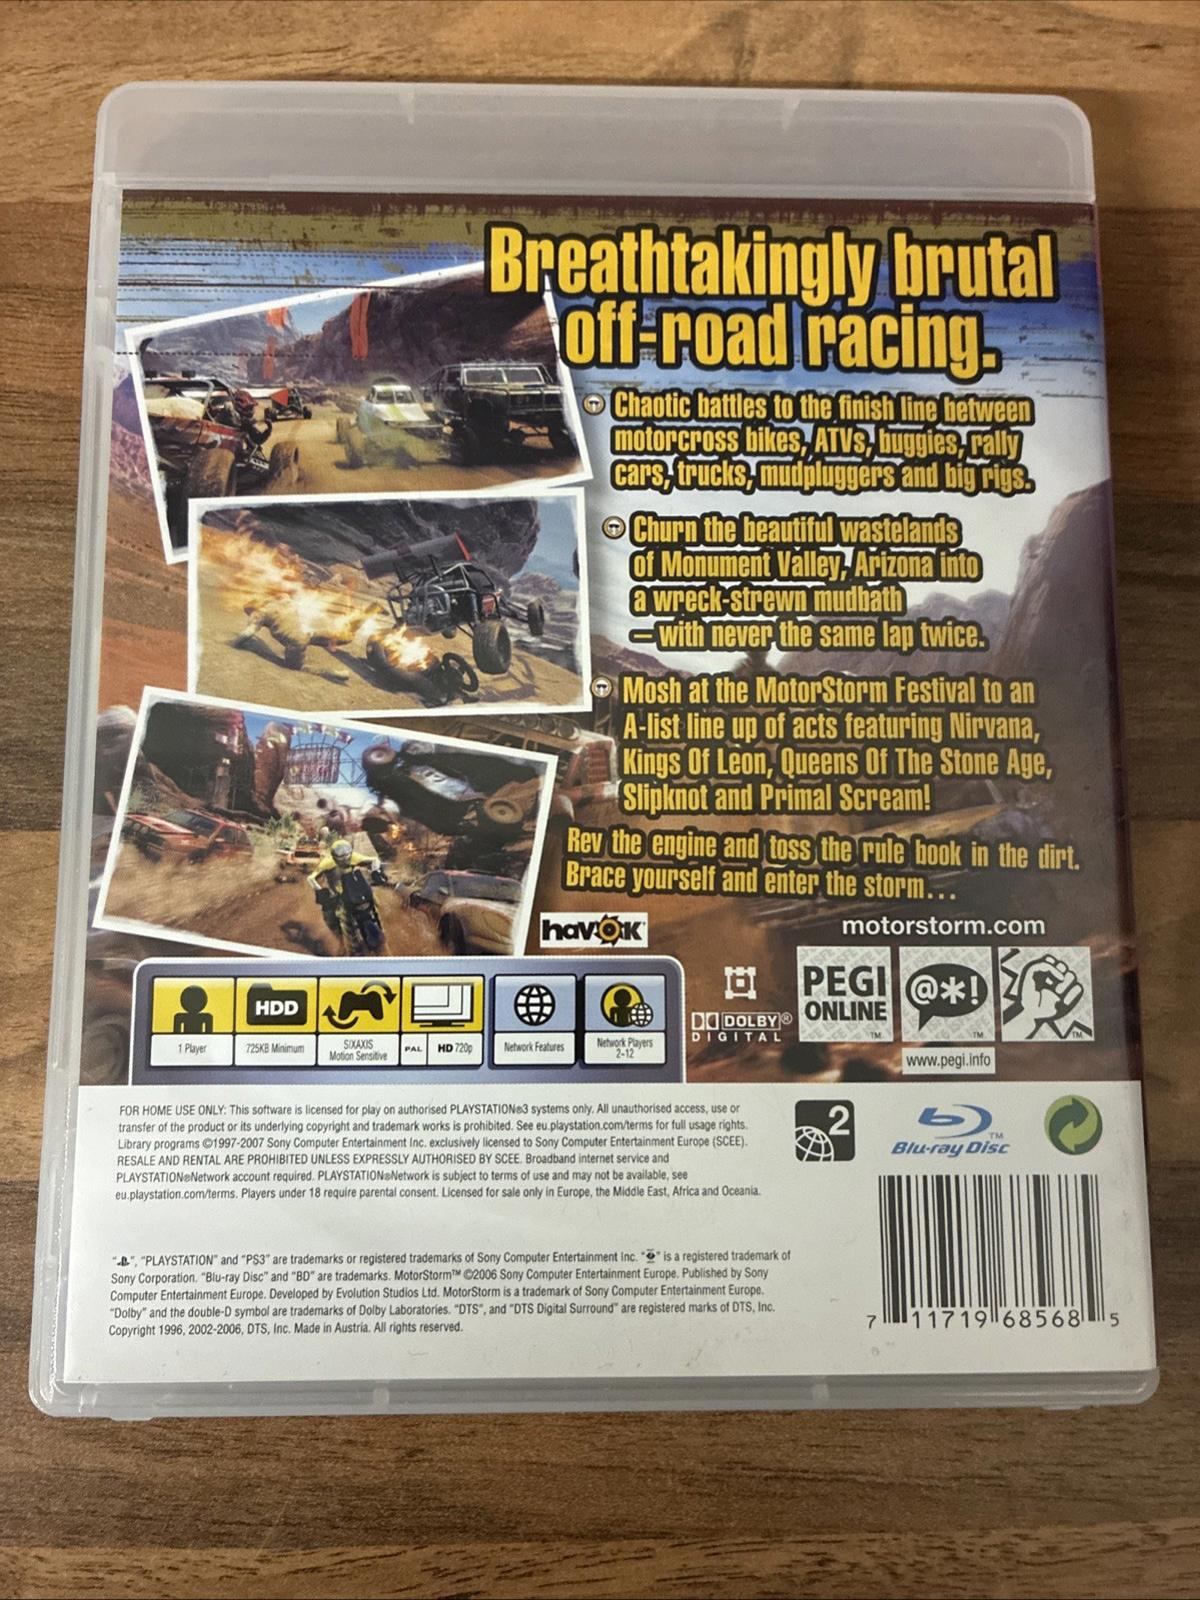 Breathtakingly brutal
off-road racing.
Chaotic battles to the finish line between
motorcross bikes, ATVs, buggies, rally
cars, trucks, mudpluggers and big rigs.
Churn the beautiful wastelands
of Monument Valley, Arizona into
a wreck-strewn mudbath
– with never the same lap twice.
Mosh at the MotorStorm Festival to an
A-list line up of acts featuring Nirvana,
Kings Of Leon, Queens Of The Stone Age,
Slipknot and Primal Scream!
Rev the engine and toss the rule book in the dirt.
Brace yourself and enter the storm...
havok
motorstorm.com
HDD
1 Player
725KB Minimum
SIXAXIS
Motion Sensitive
PAL
HD 720p
Network Features
Network Players
2-12
DOLBY®
DIGITAL
PEGI
ONLINE
™
@*!
™
™
www.pegi.info
FOR HOME USE ONLY: This software is licensed for play on authorised PLAYSTATION®3 systems only. All unauthorised access, use or
transfer of the product or its underlying copyright and trademark works is prohibited. See eu.playstation.com/terms for full usage rights.
Library programs ©1997-2007 Sony Computer Entertainment Inc. exclusively licensed to Sony Computer Entertainment Europe (SCEE).
RESALE AND RENTAL ARE PROHIBITED UNLESS EXPRESSLY AUTHORISED BY SCEE. Broadband internet service and
PLAYSTATION®Network account required. PLAYSTATION®Network is subject to terms of use and may not be available, see
eu.playstation.com/terms. Players under 18 require parental consent. Licensed for sale only in Europe, the Middle East, Africa and Oceania.
2
Blu-ray Disc™
“ ”, “PLAYSTATION” and “PS3” are trademarks or registered trademarks of Sony Computer Entertainment Inc. “ ” is a registered trademark of
Sony Corporation. “Blu-ray Disc” and “BD” are trademarks. MotorStorm™ ©2006 Sony Computer Entertainment Europe. Published by Sony
Computer Entertainment Europe. Developed by Evolution Studios Ltd. MotorStorm is a trademark of Sony Computer Entertainment Europe.
“Dolby” and the double-D symbol are trademarks of Dolby Laboratories. “DTS”, and “DTS Digital Surround” are registered marks of DTS, Inc.
Copyright 1996, 2002-2006, DTS, Inc. Made in Austria. All rights reserved.
7 11719 68568 5